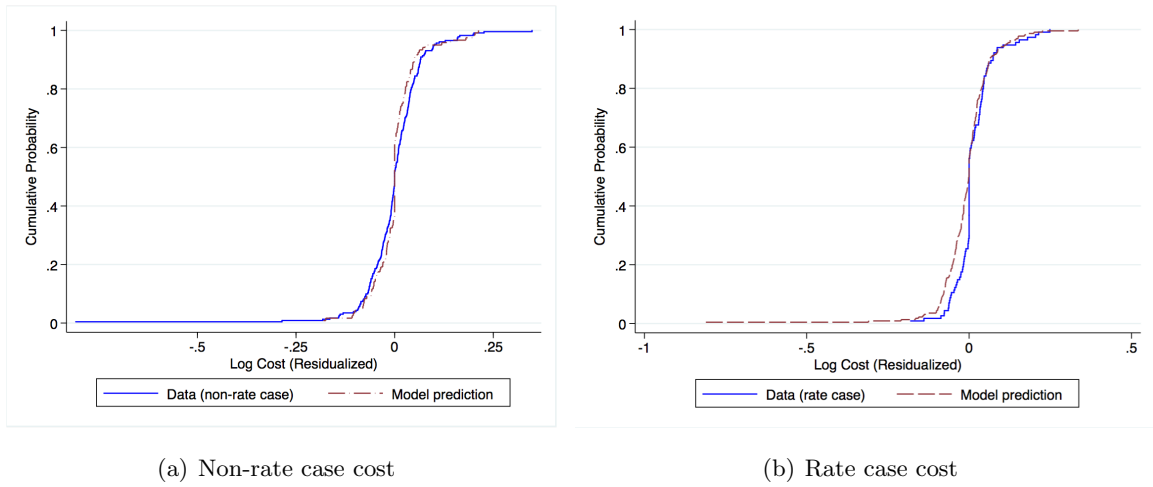 Cumulative Probability
1
.8
.6
.4
.2
0
-.5
-.25
0
.25
Log Cost (Residualized)
Data (non-rate case)
Model prediction
(a) Non-rate case cost
Cumulative Probability
1
.8
.6
.4
.2
0
-1
-.5
0
.5
Log Cost (Residualized)
Data (rate case)
Model prediction
(b) Rate case cost